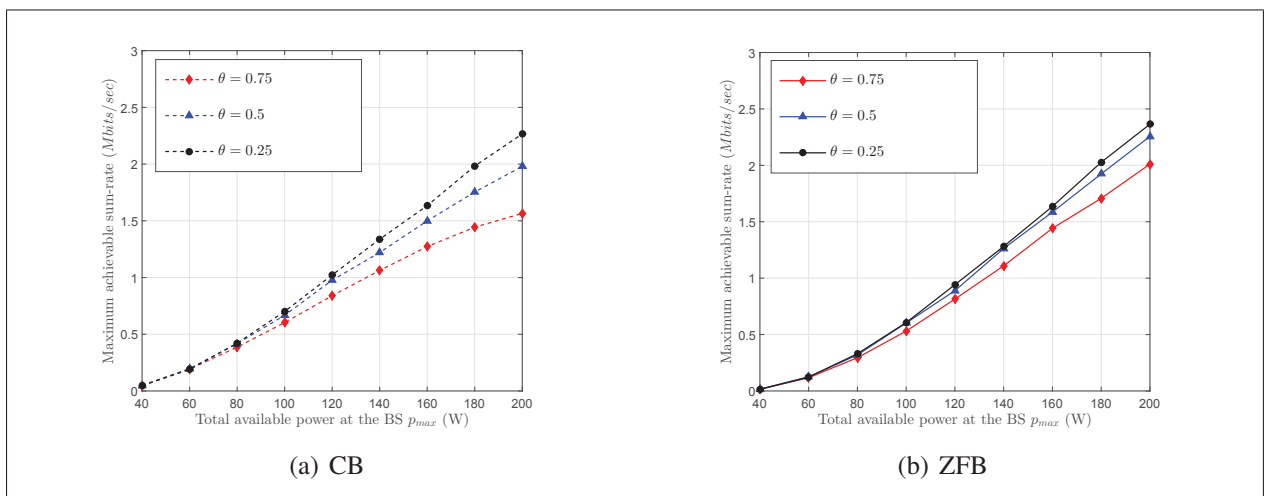 3
2.5
2
1.5
1
0.5
0
Maximum achievable sum-rate (Mbits/sec)
θ = 0.75
θ = 0.5
θ = 0.25
40 60 80 100 120 140 160 180 200
Total available power at the BS p_max (W)
(a) CB
3
2.5
2
1.5
1
0.5
0
Maximum achievable sum-rate (Mbits/sec)
θ = 0.75
θ = 0.5
θ = 0.25
40 60 80 100 120 140 160 180 200
Total available power at the BS p_max (W)
(b) ZFB